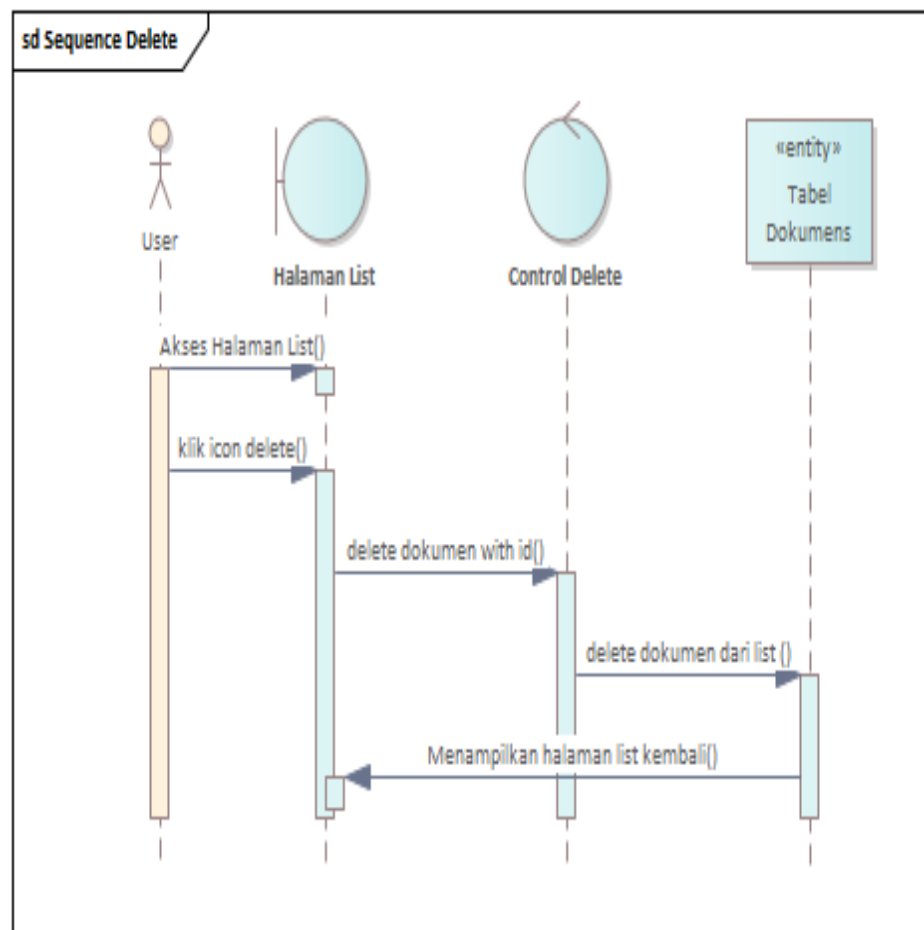 sd Sequence Delete
«entity»
Tabel
Dokumens
User
Halaman List
Control Delete
Akses Halaman List()
klik icon delete()
delete dokumen with id()
delete dokumen dari list ()
Menampilkan halaman list kembali()